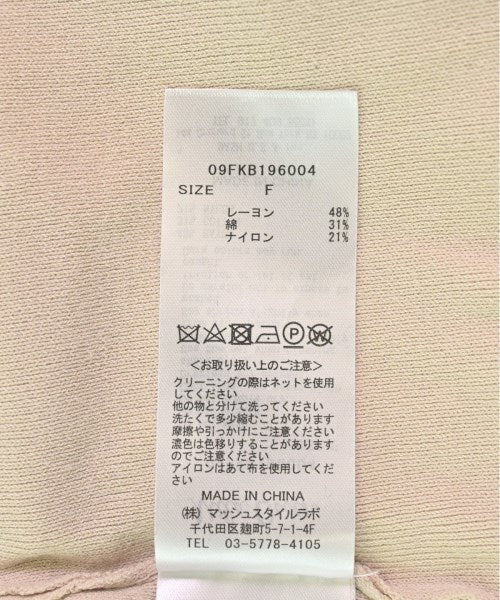 09FKB196004
SIZE F
レーヨン 48%
綿 31%
ナイロン 21%
P W
＜お取り扱い上のご注意＞
クリーニングの際はネットを使用
してください
他の物と分けて洗ってください
洗たくで多少縮むことがあります
摩擦や引っかけにご注意ください
濃色は色移りすることがあります
のでご注意ください
アイロンはあて布を使用してください
MADE IN CHINA
(株) マッシュスタイルラボ
千代田区麹町5-7-1-4F
TEL 03-5778-4105